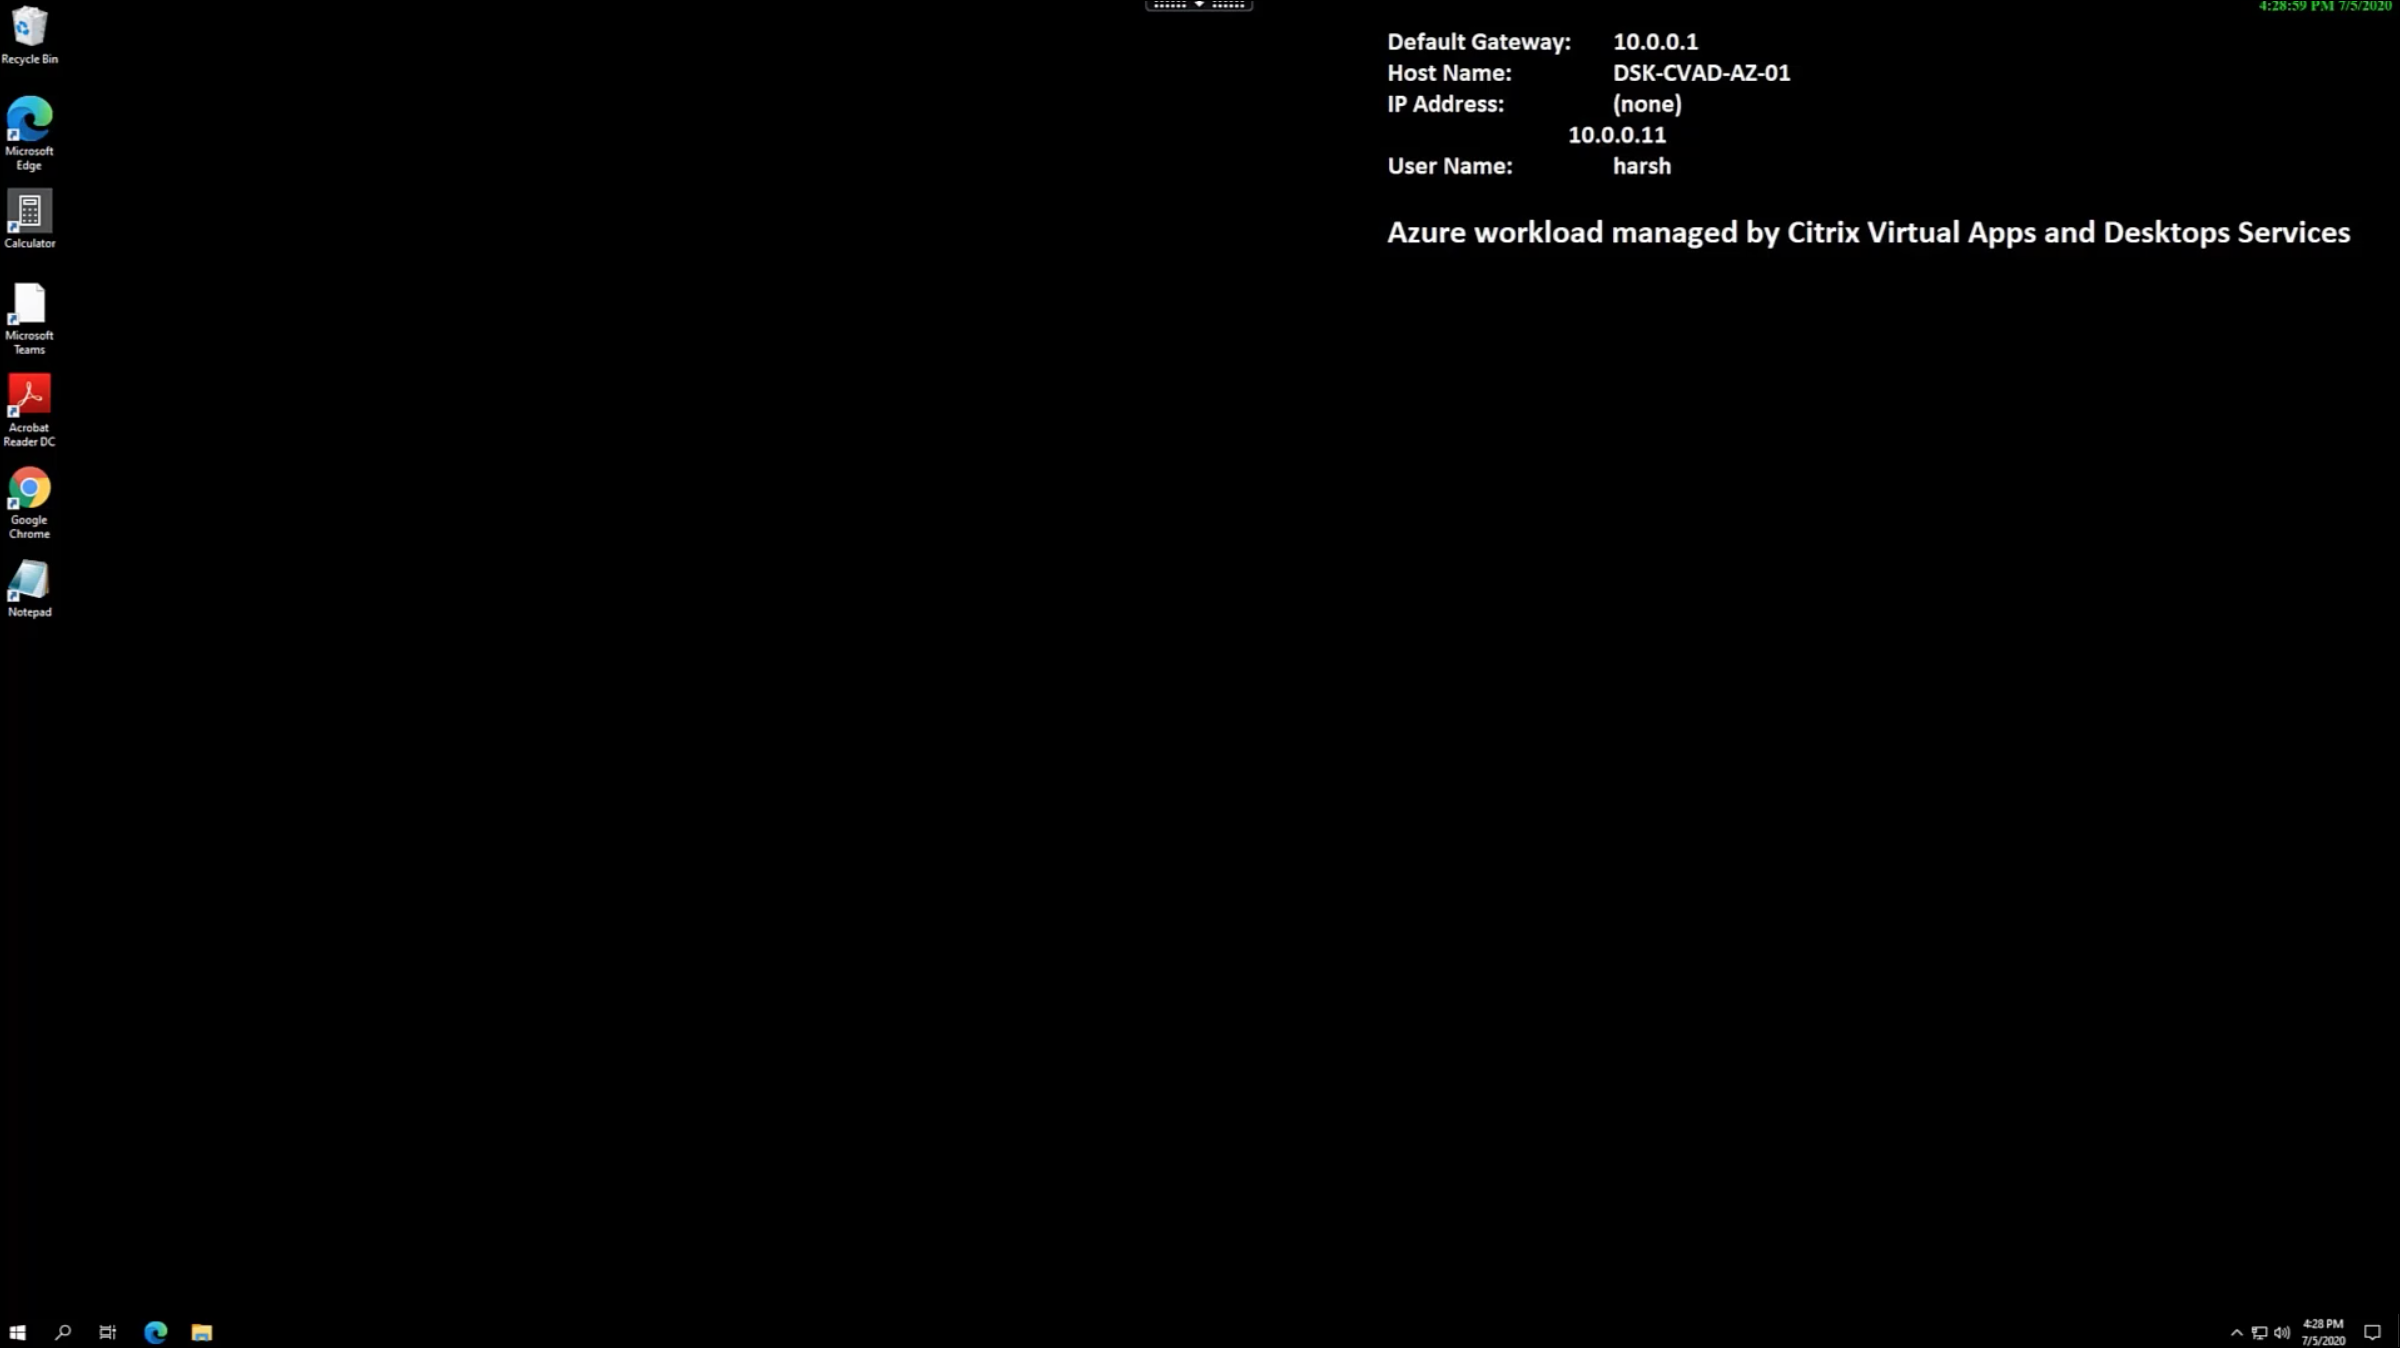 4:28:59 PM 7/5/2020
Default Gateway: 10.0.0.1
Host Name: DSK-CVAD-AZ-01
IP Address: (none)
10.0.0.11
User Name: harsh
Azure workload managed by Citrix Virtual Apps and Desktops Services
Recycle Bin
Microsoft
Edge
Calculator
Microsoft
Teams
Acrobat
Reader DC
Google
Chrome
Notepad
4:28 PM
7/5/2020